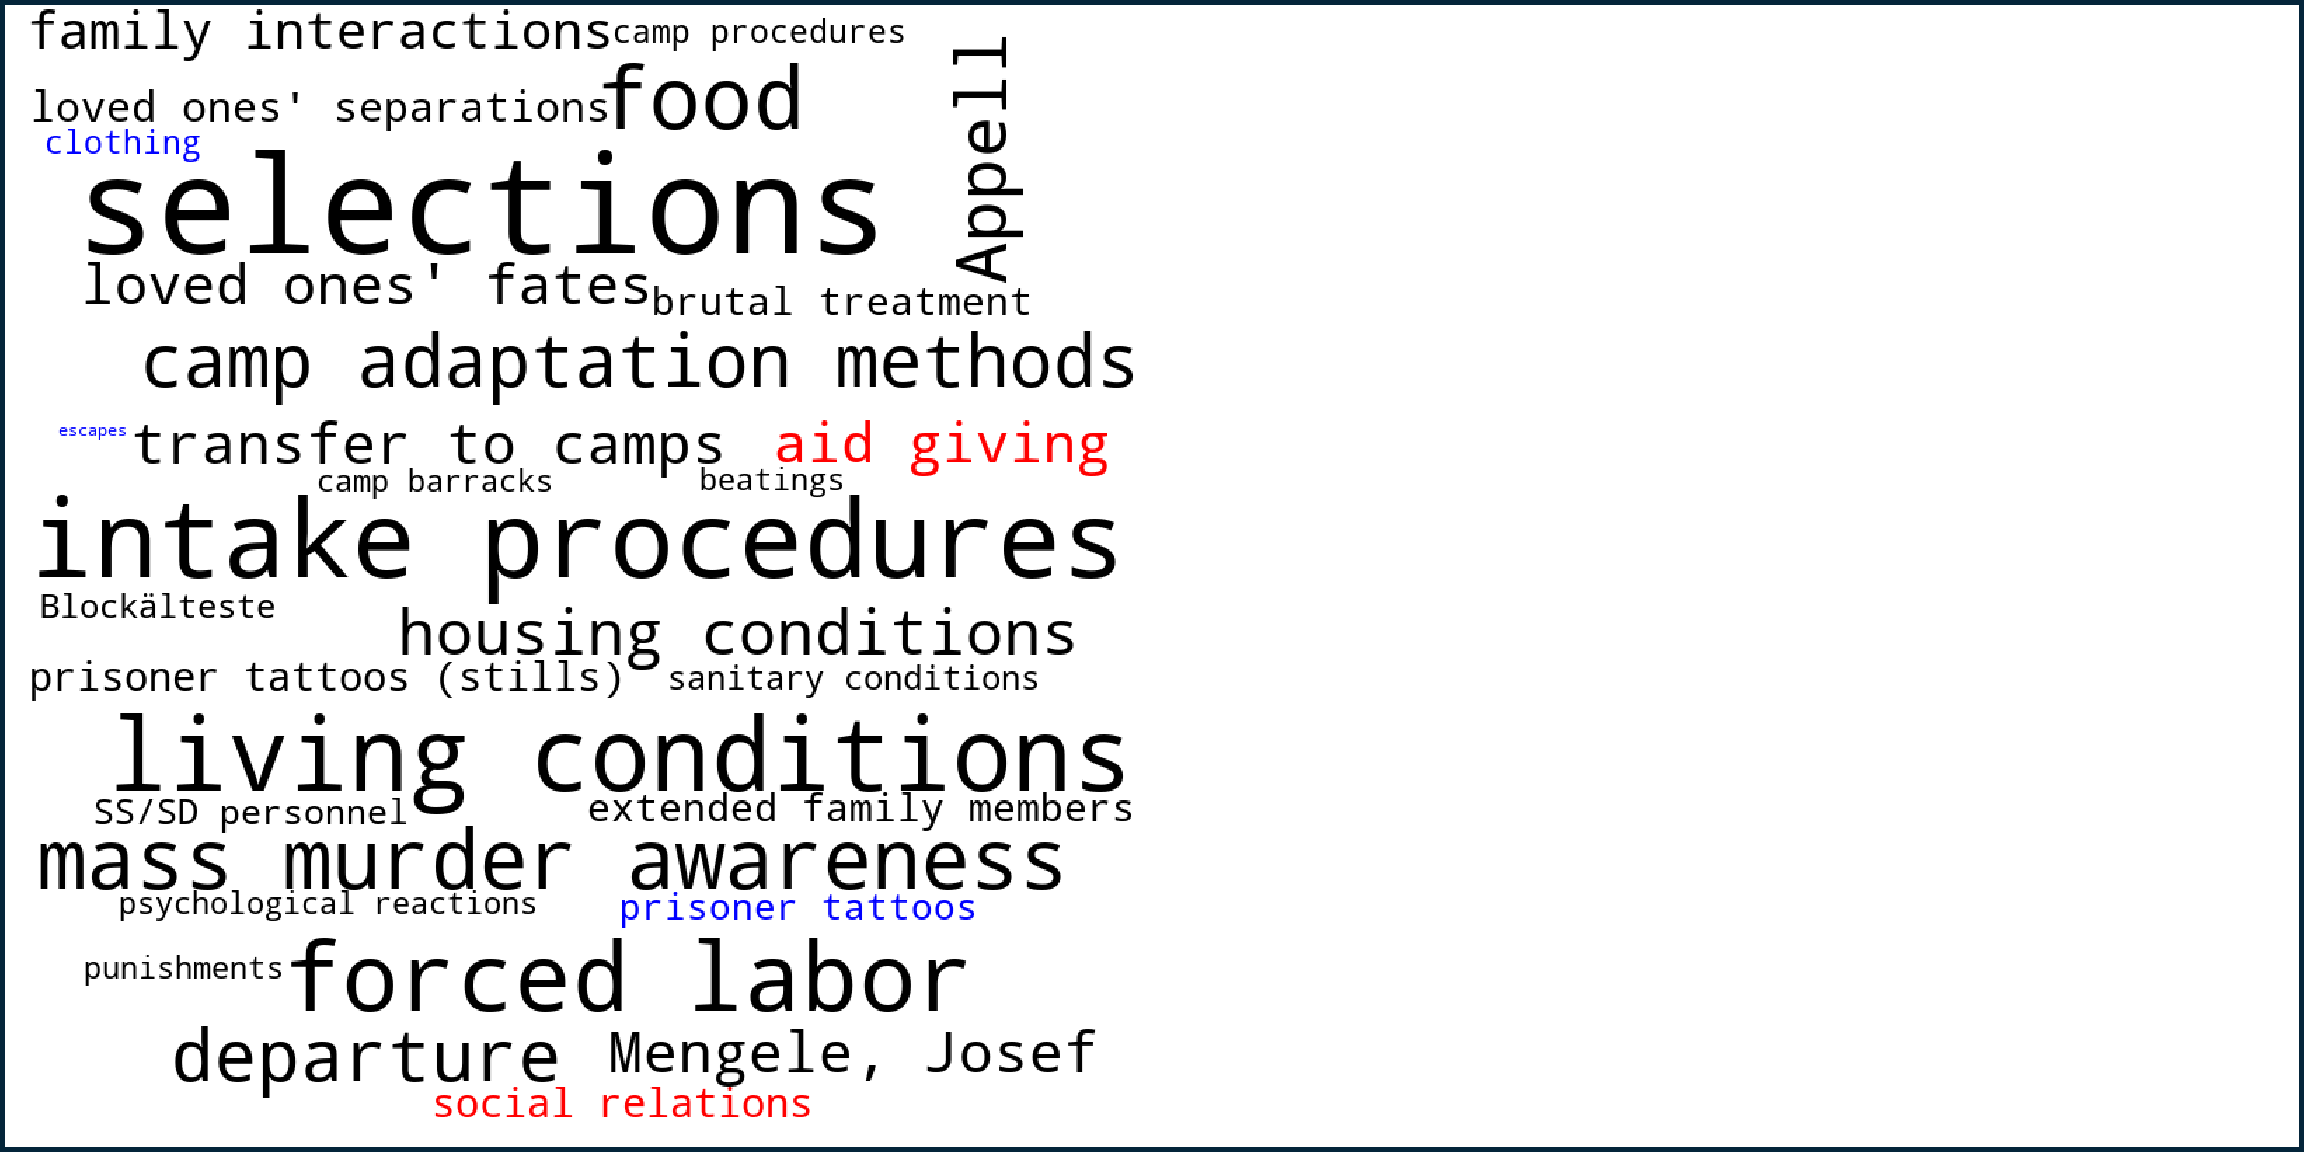 family interactions camp procedures
Appell
loved ones' separations food
clothing
selections
loved ones' fates brutal treatment
camp adaptation methods
escapes transfer to camps aid giving
camp barracks beatings
intake procedures
Blockälteste housing conditions
prisoner tattoos (stills) sanitary conditions
living conditions
SS/SD personnel extended family members
mass murder awareness
psychological reactions prisoner tattoos
punishments forced labor
departure Mengele, Josef
social relations